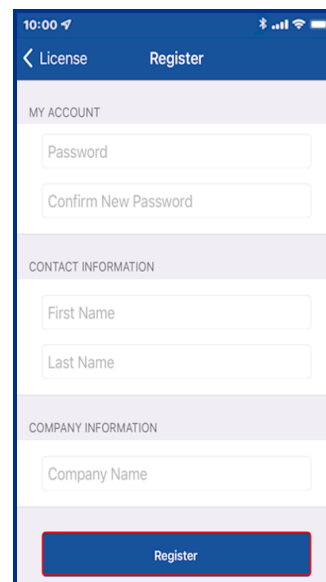 10:00
License
Register
MY ACCOUNT
Password
Confirm New Password
CONTACT INFORMATION
First Name
Last Name
COMPANY INFORMATION
Company Name
Register